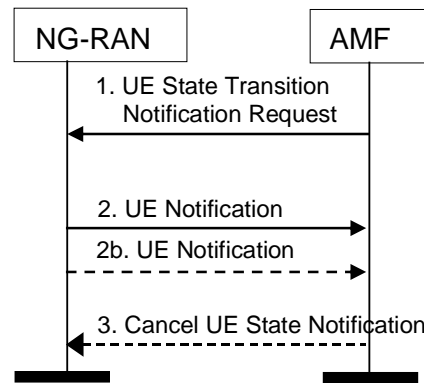 NG-RAN
AMF
1. UE State Transition
Notification Request
2. UE Notification
2b. UE Notification
3. Cancel UE State Notification